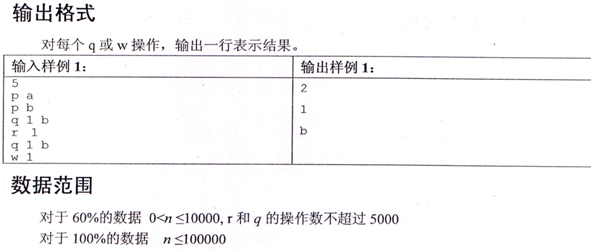 输出格式
对每个 q 或 w 操作，输出一行表示结果。
输入样例 1：
5
p a
p b
q 1 b
r 1
q 1 b
w 1
输出样例 1：
2
1
b
数据范围
对于 60%的数据 0<n≤10000, r 和 q 的操作数不超过 5000
对于 100%的数据 n≤100000